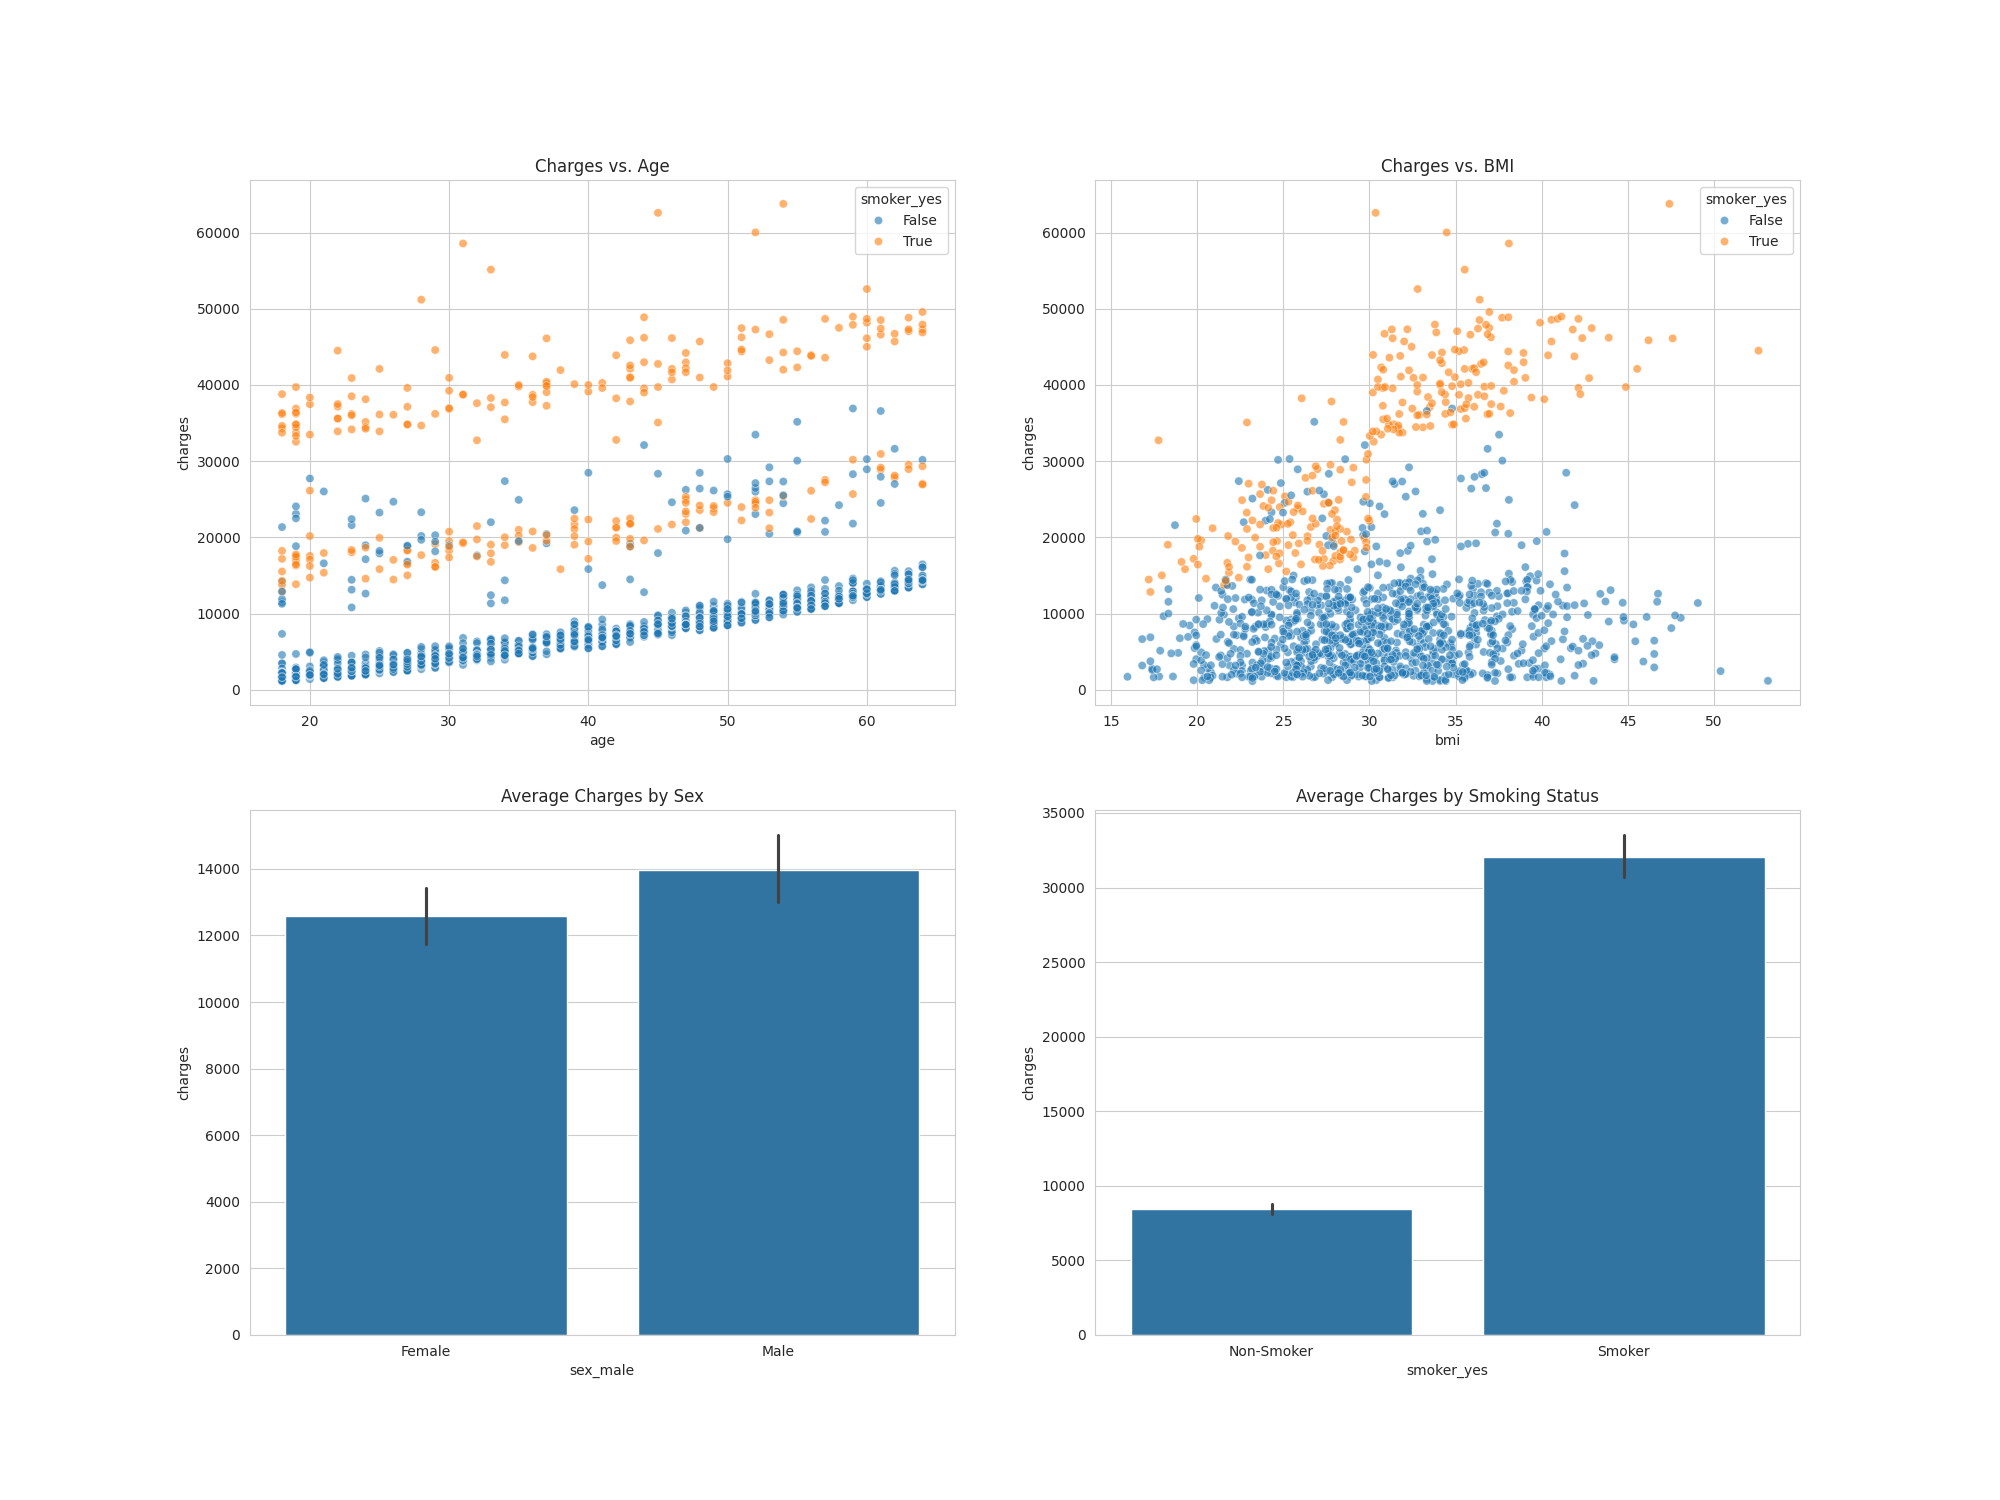 Charges vs. Age
charges
60000
50000
40000
30000
20000
10000
0
smoker_yes
False
True
20 30 40 50 60
age
Charges vs. BMI
charges
60000
50000
40000
30000
20000
10000
0
smoker_yes
False
True
15 20 25 30 35 40 45 50
bmi
Average Charges by Sex
charges
14000
12000
10000
8000
6000
4000
2000
0
Female Male
sex_male
Average Charges by Smoking Status
charges
35000
30000
25000
20000
15000
10000
5000
0
Non-Smoker Smoker
smoker_yes